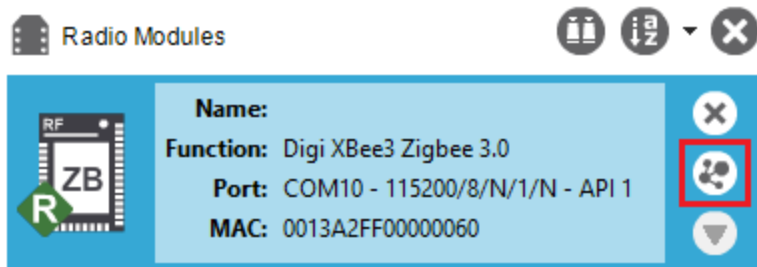 Radio Modules
RF
ZB
R
Name:
Function: Digi XBee3 Zigbee 3.0
Port: COM10 - 115200/8/N/1/N - API 1
MAC: 0013A2FF00000060